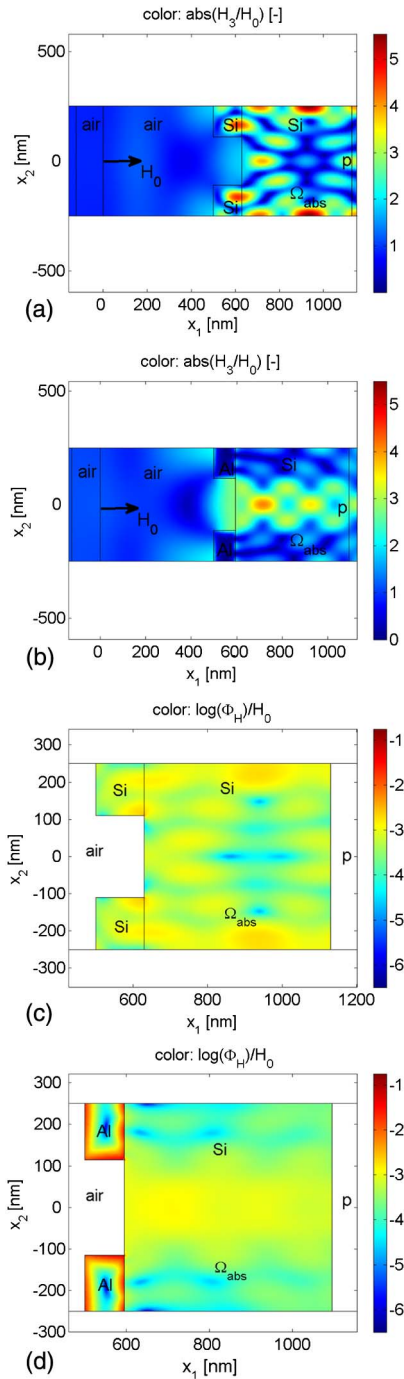 color: abs(H₃/H₀) [-]
500
0
-500
x₂ [nm]
air
air
Si
Si
H₀
p
Si
Ωabs
0 200 400 600 800 1000
x₁ [nm]
5
4
3
2
1
(a)
color: abs(H₃/H₀) [-]
500
0
-500
x₂ [nm]
air
air
Al
Si
H₀
p
Al
Ωabs
0 200 400 600 800 1000
x₁ [nm]
5
4
3
2
1
0
(b)
color: log(Φ_H)/H₀
300
200
100
0
-100
-200
-300
x₂ [nm]
Si
Si
air
p
Si
Ωabs
600 800 1000 1200
x₁ [nm]
-1
-2
-3
-4
-5
-6
(c)
color: log(Φ_H)/H₀
300
200
100
0
-100
-200
-300
x₂ [nm]
Al
Si
air
p
Al
Ωabs
600 800 1000
x₁ [nm]
-1
-2
-3
-4
-5
-6
(d)